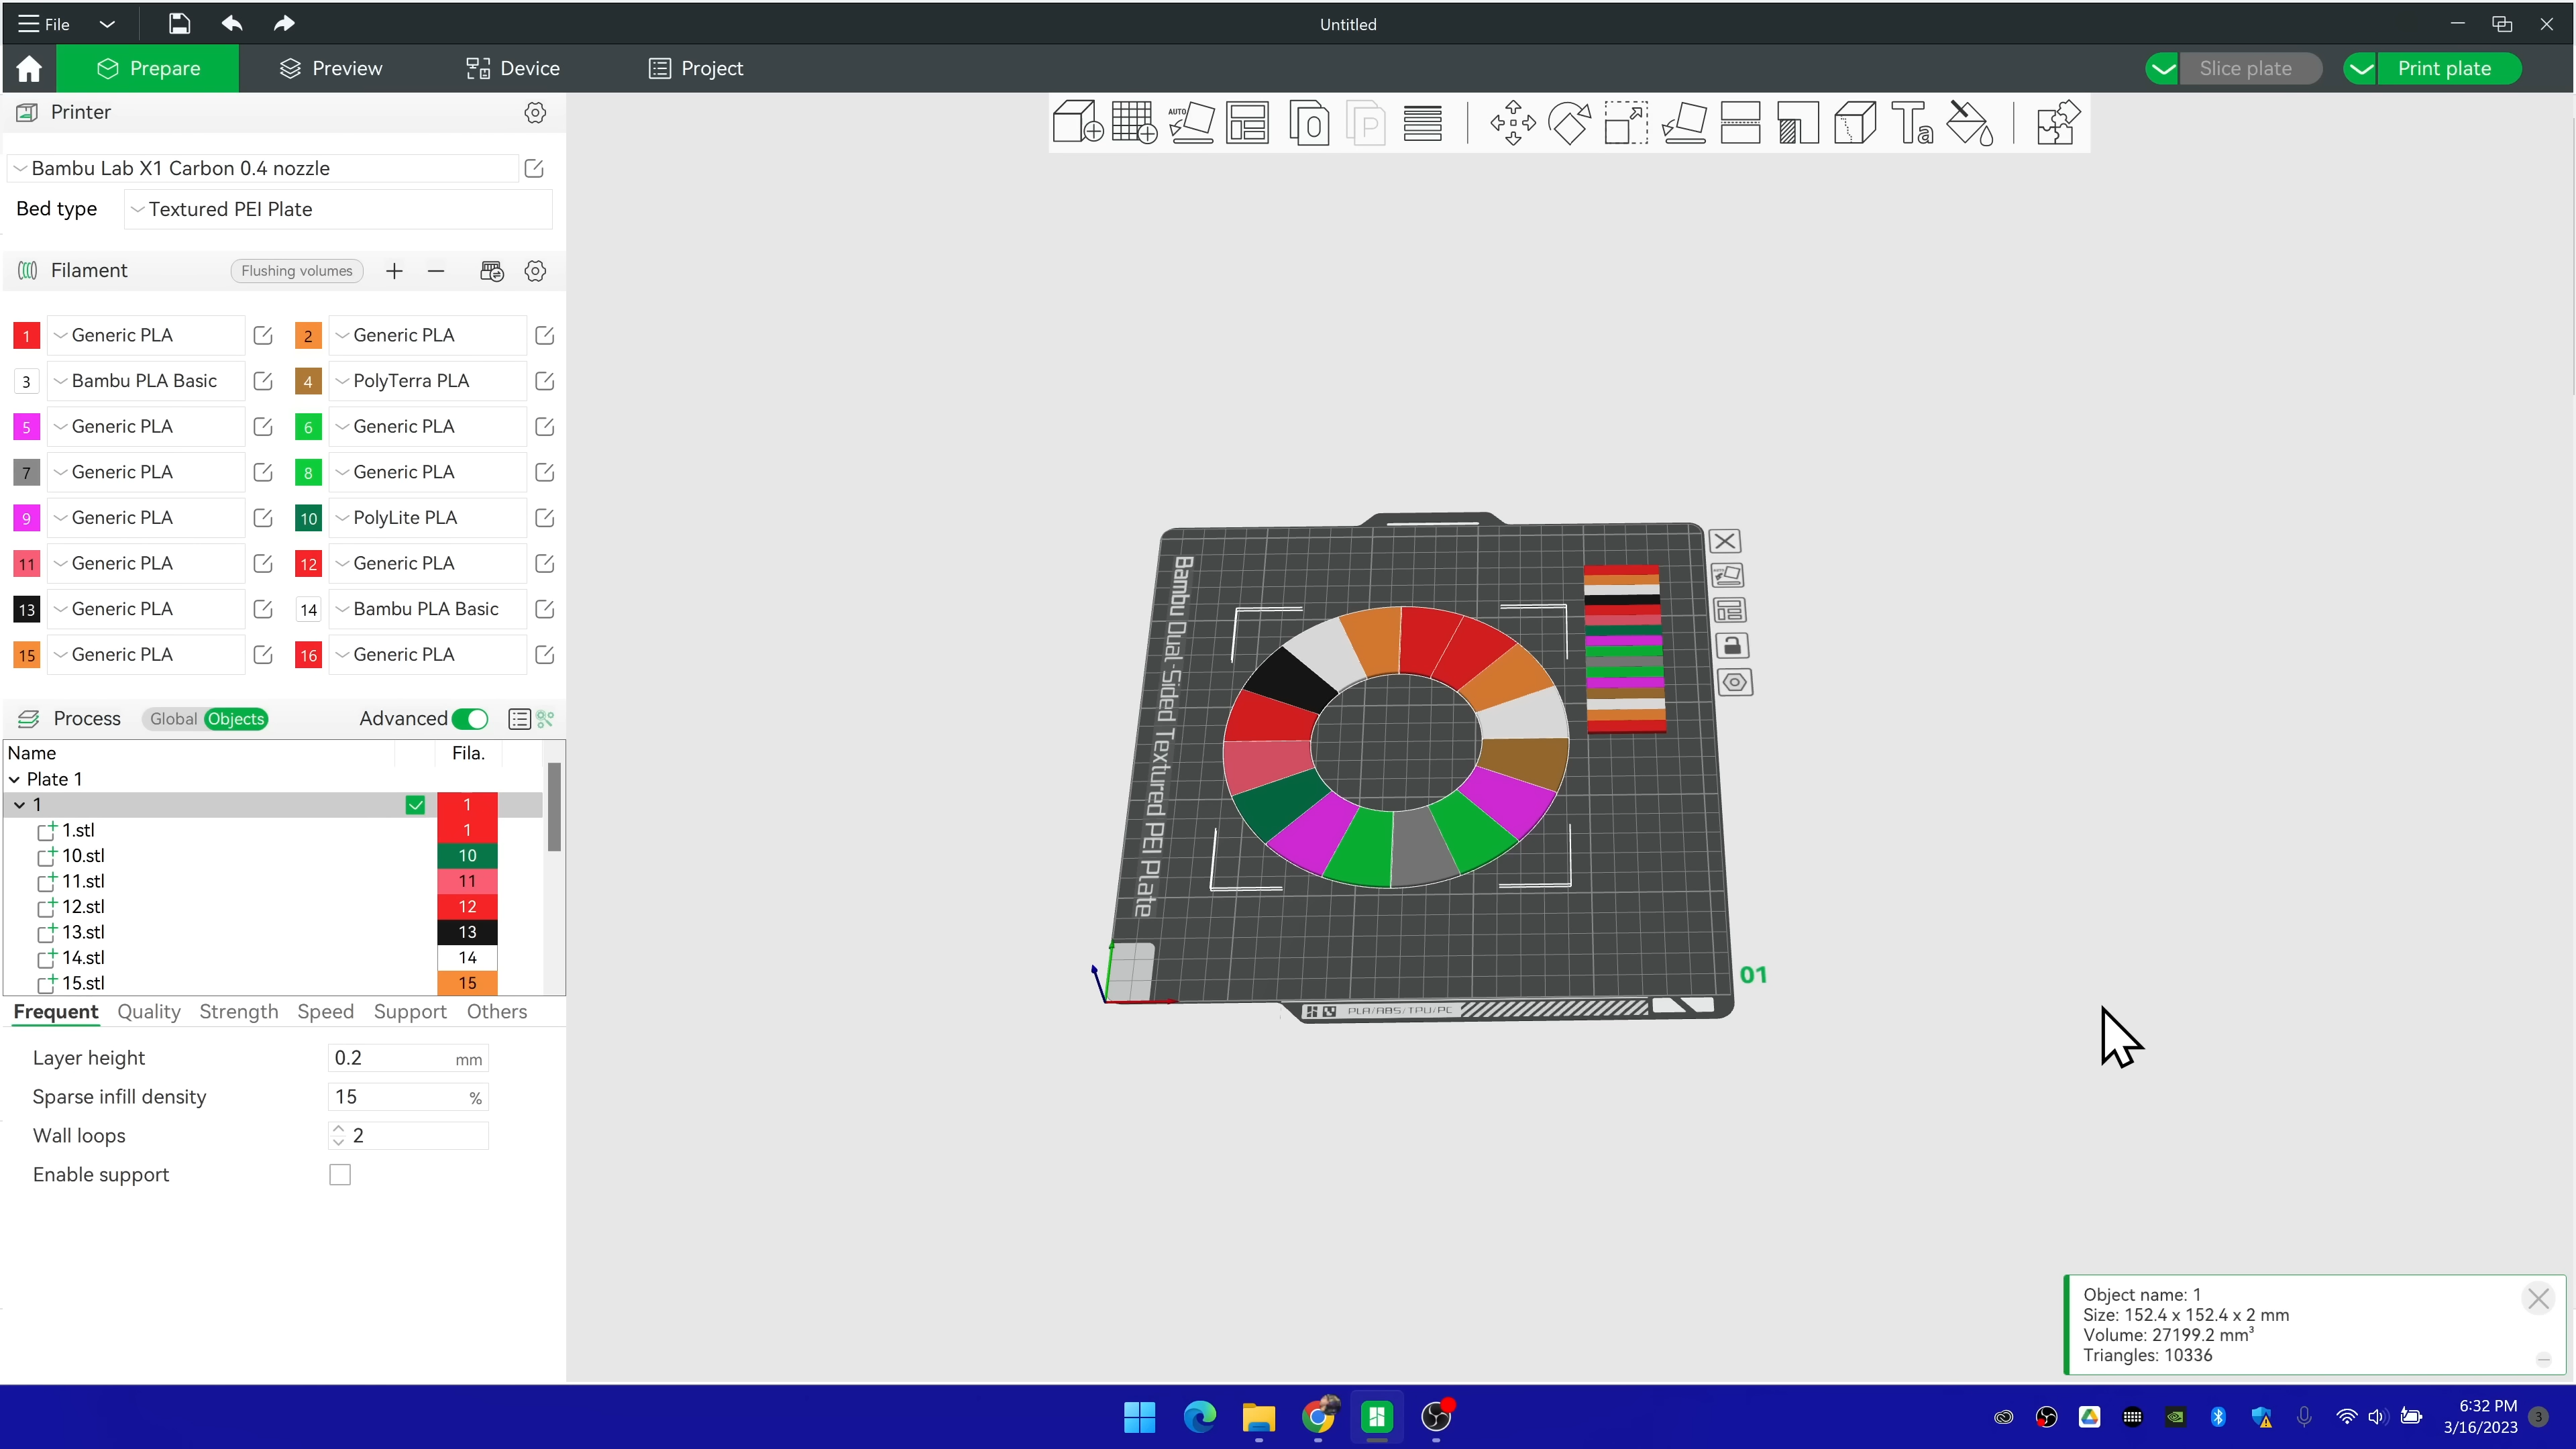 File
Untitled
Prepare
Preview
Device
Project
Slice plate
Print plate
Printer
AUTO
Bambu Lab X1 Carbon 0.4 nozzle
Bed type
Textured PEI Plate
Filament
Flushing volumes
1 Generic PLA
2 Generic PLA
3 Bambu PLA Basic
4 PolyTerra PLA
5 Generic PLA
6 Generic PLA
7 Generic PLA
8 Generic PLA
9 Generic PLA
10 PolyLite PLA
11 Generic PLA
12 Generic PLA
13 Generic PLA
14 Bambu PLA Basic
15 Generic PLA
16 Generic PLA
Process
Global
Objects
Advanced
Name
Fila.
Plate 1
1 1
1.stl 1
10.stl 10
11.stl 11
12.stl 12
13.stl 13
14.stl 14
15.stl 15
Frequent
Quality
Strength
Speed
Support
Others
Layer height 0.2 mm
Sparse infill density 15 %
Wall loops 2
Enable support
Bambu Dual-Sided Textured PEI Plate
01
PLA/ABS/TPU/PC
Object name: 1
Size: 152.4 x 152.4 x 2 mm
Volume: 27199.2 mm³
Triangles: 10336
6:32 PM
3/16/2023
3